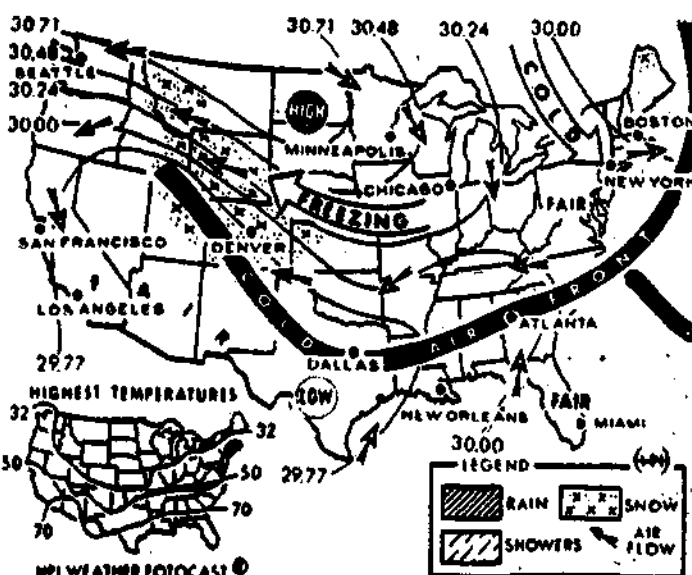 30.71
30.48
SEATTLE
30.24
30.00
30.71 30.48 30.24 30.00
COLD
HIGH
MINNEAPOLIS
BOSTON
NEW YORK
CHICAGO
FREEZING
FAIR
SAN FRANCISCO
DENVER
LOS ANGELES
COLD AIR FRONT
ATLANTA
DALLAS
29.77
LOW
NEW ORLEANS
FAIR
MIAMI
30.00
29.77
HIGHEST TEMPERATURES
32
32
50
50
70
70
UPI WEATHER FOTOCAST ©
LEGEND
RAIN
SNOW
SHOWERS
AIR
FLOW